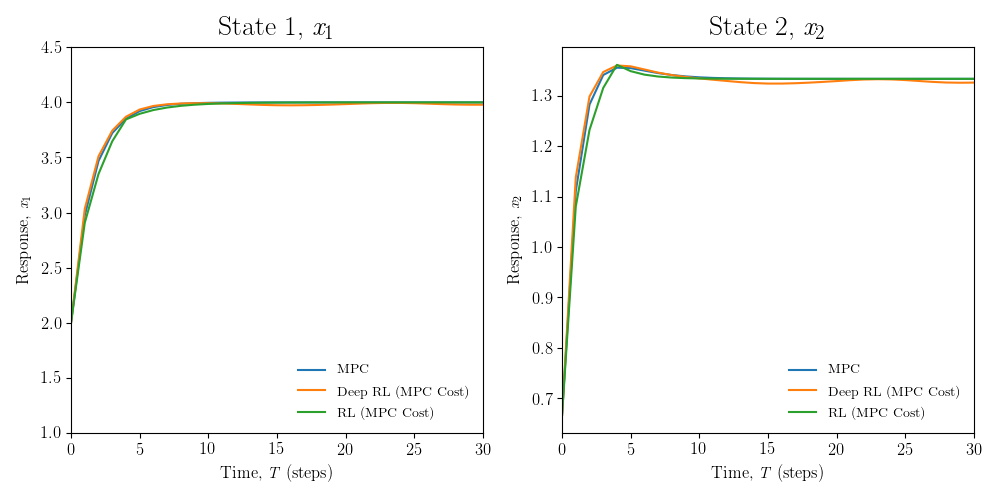 State 1, x1
4.5
4.0
3.5
3.0
2.5
2.0
1.5
1.0
Response, x1
0 5 10 15 20 25 30
Time, T (steps)
MPC
Deep RL (MPC Cost)
RL (MPC Cost)
State 2, x2
1.3
1.2
1.1
1.0
0.9
0.8
0.7
Response, x2
0 5 10 15 20 25 30
Time, T (steps)
MPC
Deep RL (MPC Cost)
RL (MPC Cost)